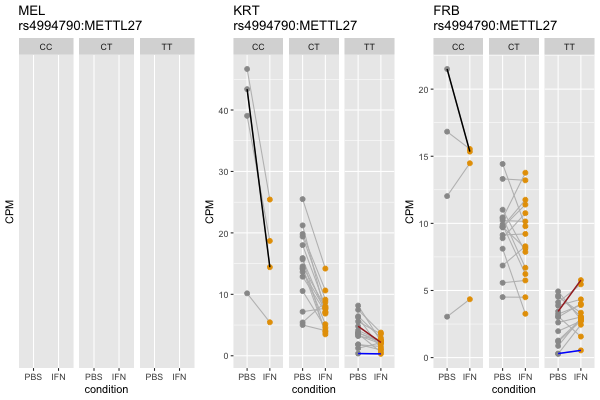 MEL
rs4994790:METTL27
CC CT TT
CPM
PBS IFN PBS IFN PBS IFN
condition
KRT
rs4994790:METTL27
CC CT TT
40
30
20
10
0
CPM
PBS IFN PBS IFN PBS IFN
condition
FRB
rs4994790:METTL27
CC CT TT
20
15
10
5
0
CPM
PBS IFN PBS IFN PBS IFN
condition